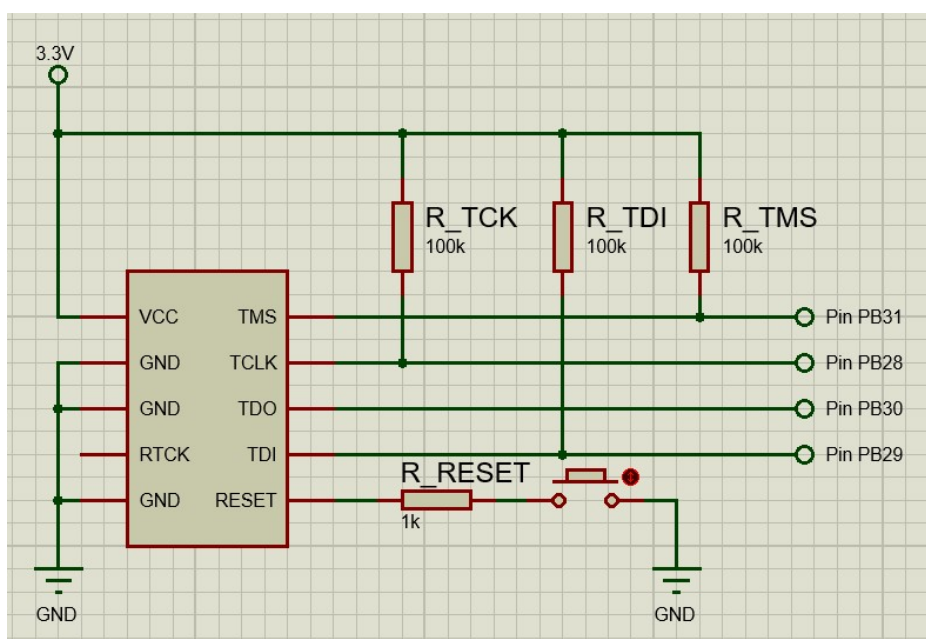 3.3V
R_TCK
100k
R_TDI
100k
R_TMS
100k
VCC
TMS
Pin PB31
GND
TCLK
Pin PB28
GND
TDO
Pin PB30
RTCK
TDI
Pin PB29
R_RESET
GND
RESET
1k
GND
GND